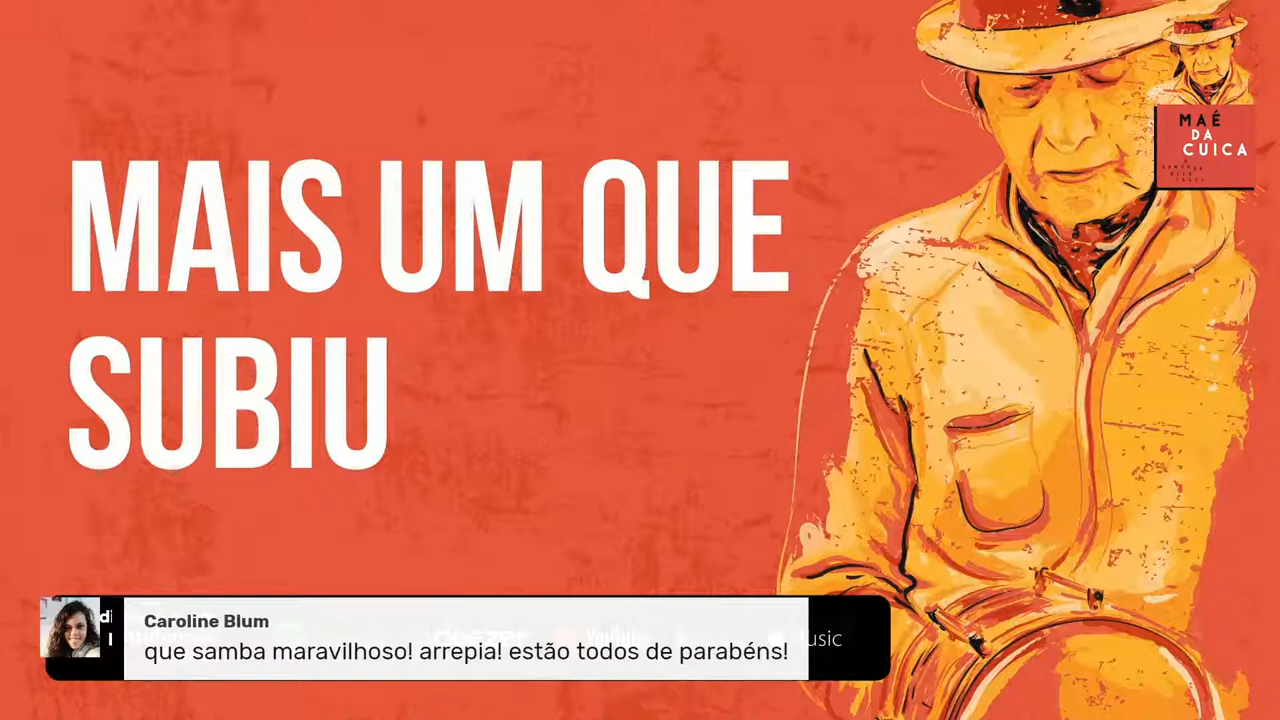 MAIS UM QUE
SUBIU
MAÉ
DA
CUICA
Caroline Blum
que samba maravilhoso! arrepia! estão todos de parabéns!